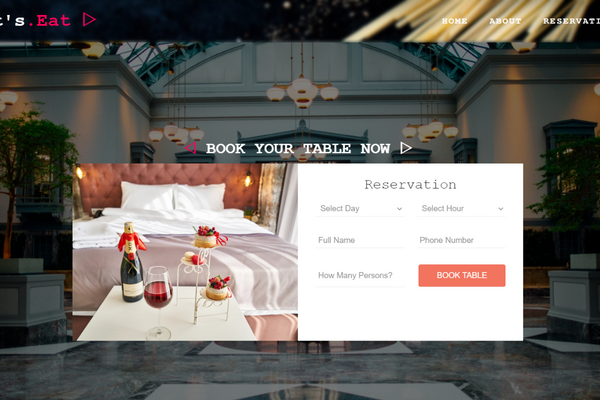 t's.Eat
HOME ABOUT RESERVATI
BOOK YOUR TABLE NOW
Reservation
Select Day Select Hour
Full Name Phone Number
How Many Persons? BOOK TABLE